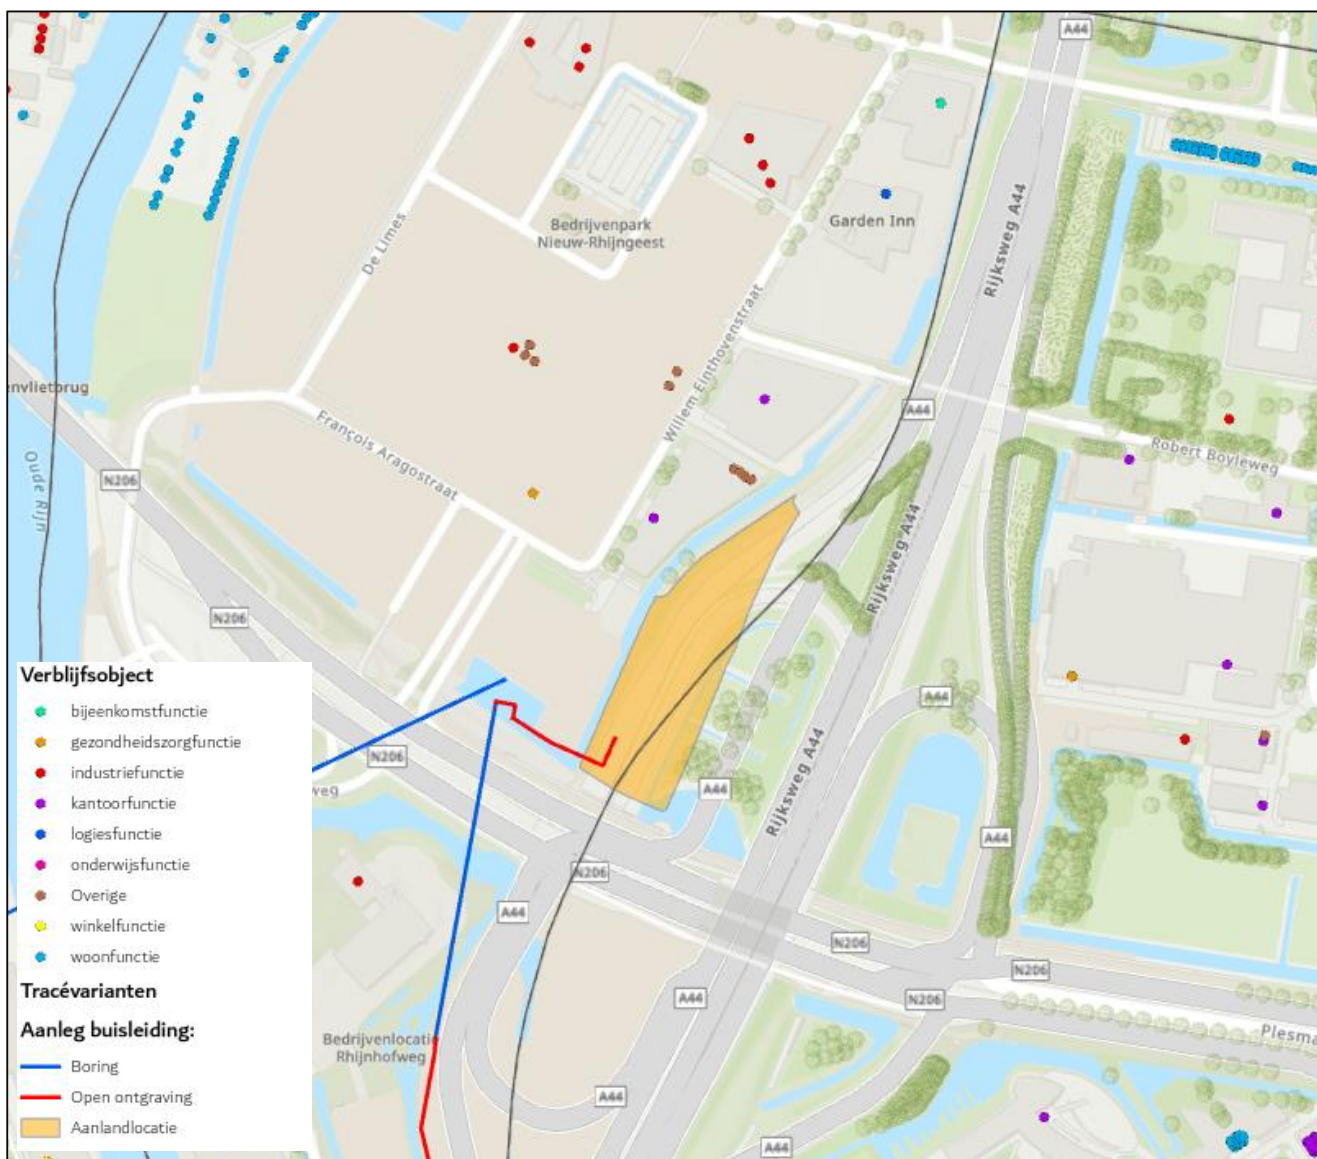 A44
Rijksweg A44
Garden Inn
Bedrijvenpark
Nieuw-Rhijngeest
De Limes
Willem Einthovenstraat
envlietbrug
François Aragostraat
A44
Robert Boyleweg
Oude Rijn
N206
Rijksweg A44
N206
A44
N206
weg
A44
Rijksweg A44
A44
N206
A44
N206
N206
A44
N206
Plesma
Bedrijvenlocatie
Rhijnhofweg
A44
A44
Verblijfsobject
bijeenkomstfunctie
gezondheidszorgfunctie
industriefunctie
kantoorfunctie
logiesfunctie
onderwijsfunctie
Overige
winkelfunctie
woonfunctie
Tracévarianten
Aanleg buisleiding:
Boring
Open ontgraving
Aanlandlocatie